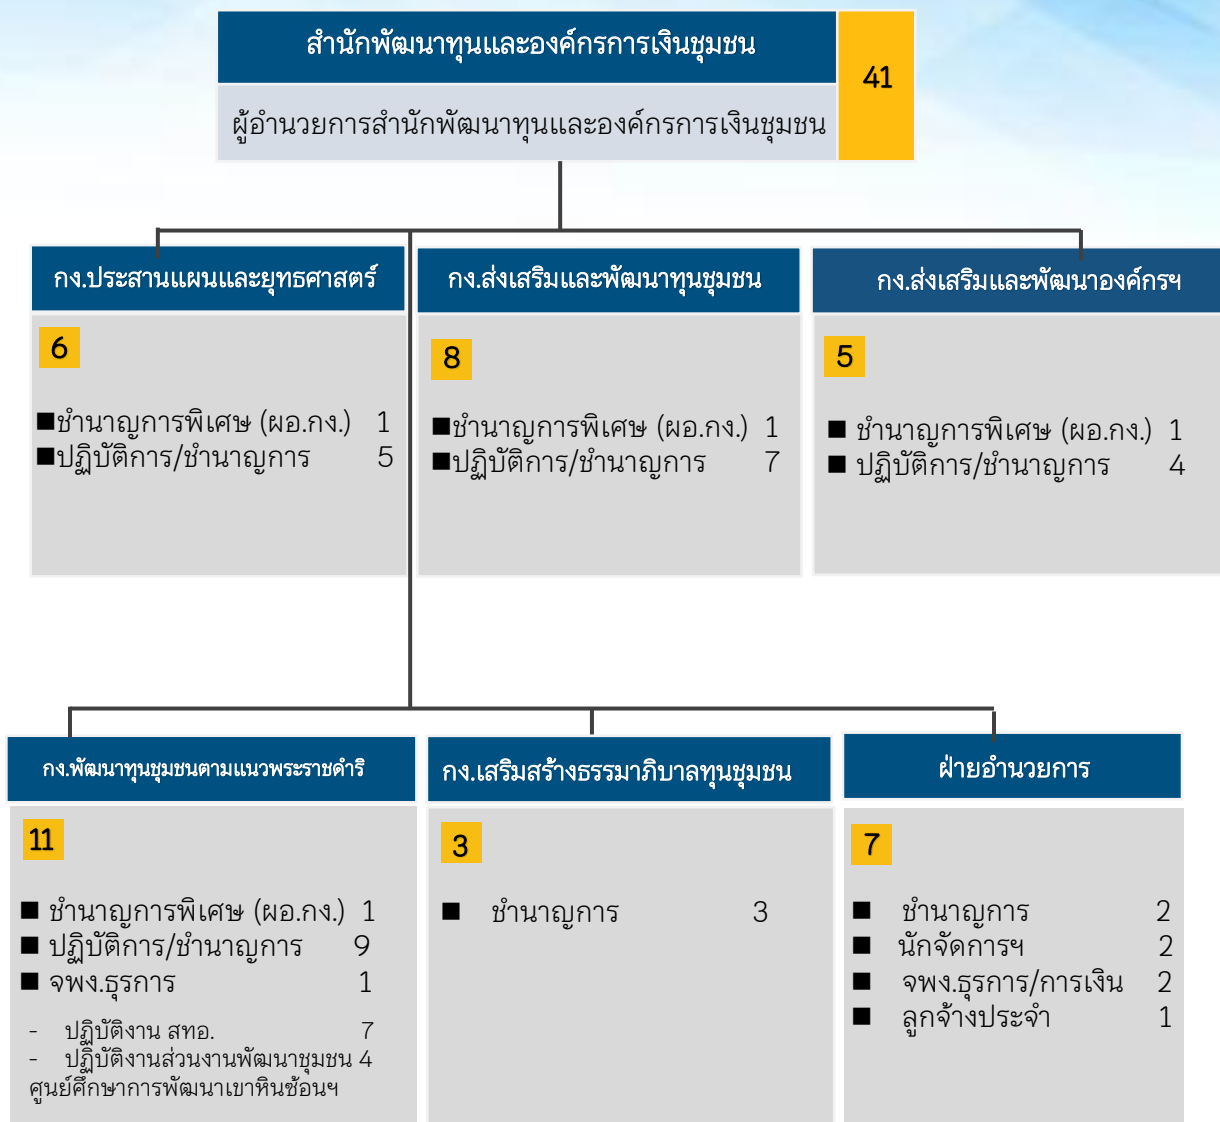 สำนักพัฒนาทุนและองค์กรการเงินชุมชน
41
ผู้อำนวยการสำนักพัฒนาทุนและองค์กรการเงินชุมชน
กง.ประสานแผนและยุทธศาสตร์
6
■ชำนาญการพิเศษ (ผอ.กง.) 1
■ปฏิบัติการ/ชำนาญการ 5
กง.ส่งเสริมและพัฒนาทุนชุมชน
8
■ชำนาญการพิเศษ (ผอ.กง.) 1
■ปฏิบัติการ/ชำนาญการ 7
กง.ส่งเสริมและพัฒนาองค์กรฯ
5
■ ชำนาญการพิเศษ (ผอ.กง.) 1
■ ปฏิบัติการ/ชำนาญการ 4
กง.พัฒนาทุนชุมชนตามแนวพระราชดำริ
11
■ ชำนาญการพิเศษ (ผอ.กง.) 1
■ ปฏิบัติการ/ชำนาญการ 9
■ จพง.ธุรการ 1
- ปฏิบัติงาน สทอ. 7
- ปฏิบัติงานส่วนงานพัฒนาชุมชน 4
ศูนย์ศึกษาการพัฒนาเขาหินซ้อนฯ
กง.เสริมสร้างธรรมาภิบาลทุนชุมชน
3
■ ชำนาญการ 3
ฝ่ายอำนวยการ
7
■ ชำนาญการ 2
■ นักจัดการฯ 2
■ จพง.ธุรการ/การเงิน 2
■ ลูกจ้างประจำ 1